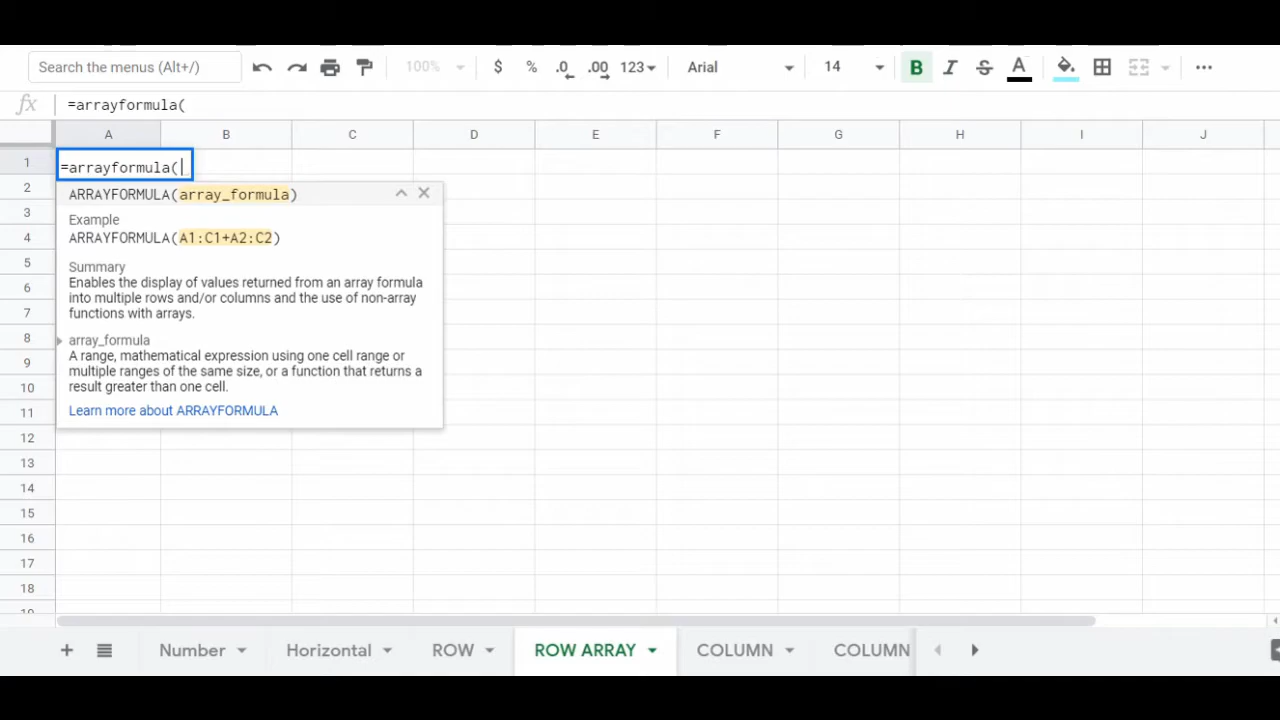 Search the menus (Alt+/) 100% $ % .0 .00 123 Arial 14 B I S A
fx =arrayformula(
A B C D E F G H I J
1 =arrayformula(
2 ARRAYFORMULA(array_formula)
3 Example
4 ARRAYFORMULA(A1:C1+A2:C2)
5 Summary
6 Enables the display of values returned from an array formula
into multiple rows and/or columns and the use of non-array
7 functions with arrays.
8 array_formula
9 A range, mathematical expression using one cell range or
multiple ranges of the same size, or a function that returns a
10 result greater than one cell.
11 Learn more about ARRAYFORMULA
12
13
14
15
16
17
18
19
+ Number Horizontal ROW ROW ARRAY COLUMN COLUMN